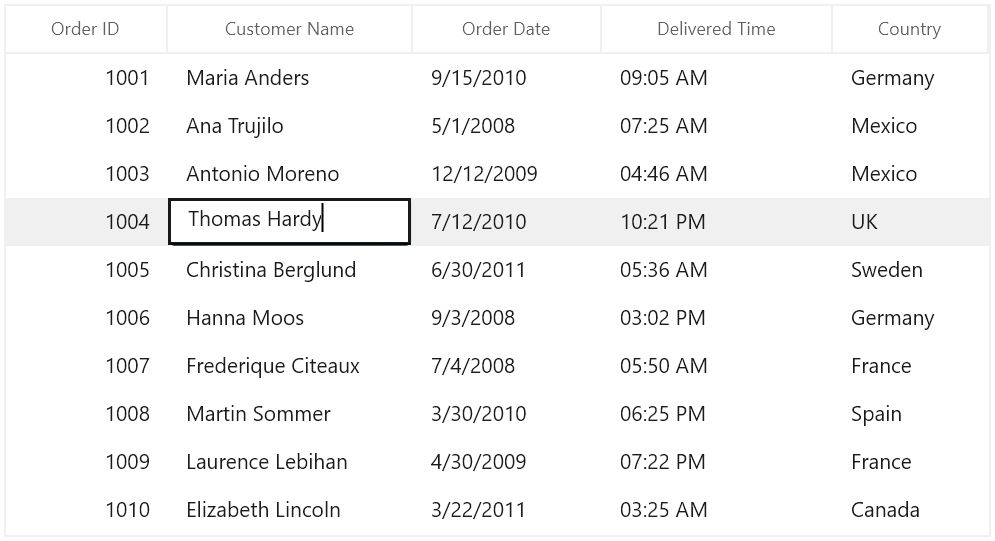 Order ID Customer Name Order Date Delivered Time Country
1001 Maria Anders 9/15/2010 09:05 AM Germany
1002 Ana Trujilo 5/1/2008 07:25 AM Mexico
1003 Antonio Moreno 12/12/2009 04:46 AM Mexico
1004 Thomas Hardy 7/12/2010 10:21 PM UK
1005 Christina Berglund 6/30/2011 05:36 AM Sweden
1006 Hanna Moos 9/3/2008 03:02 PM Germany
1007 Frederique Citeaux 7/4/2008 05:50 AM France
1008 Martin Sommer 3/30/2010 06:25 PM Spain
1009 Laurence Lebihan 4/30/2009 07:22 PM France
1010 Elizabeth Lincoln 3/22/2011 03:25 AM Canada